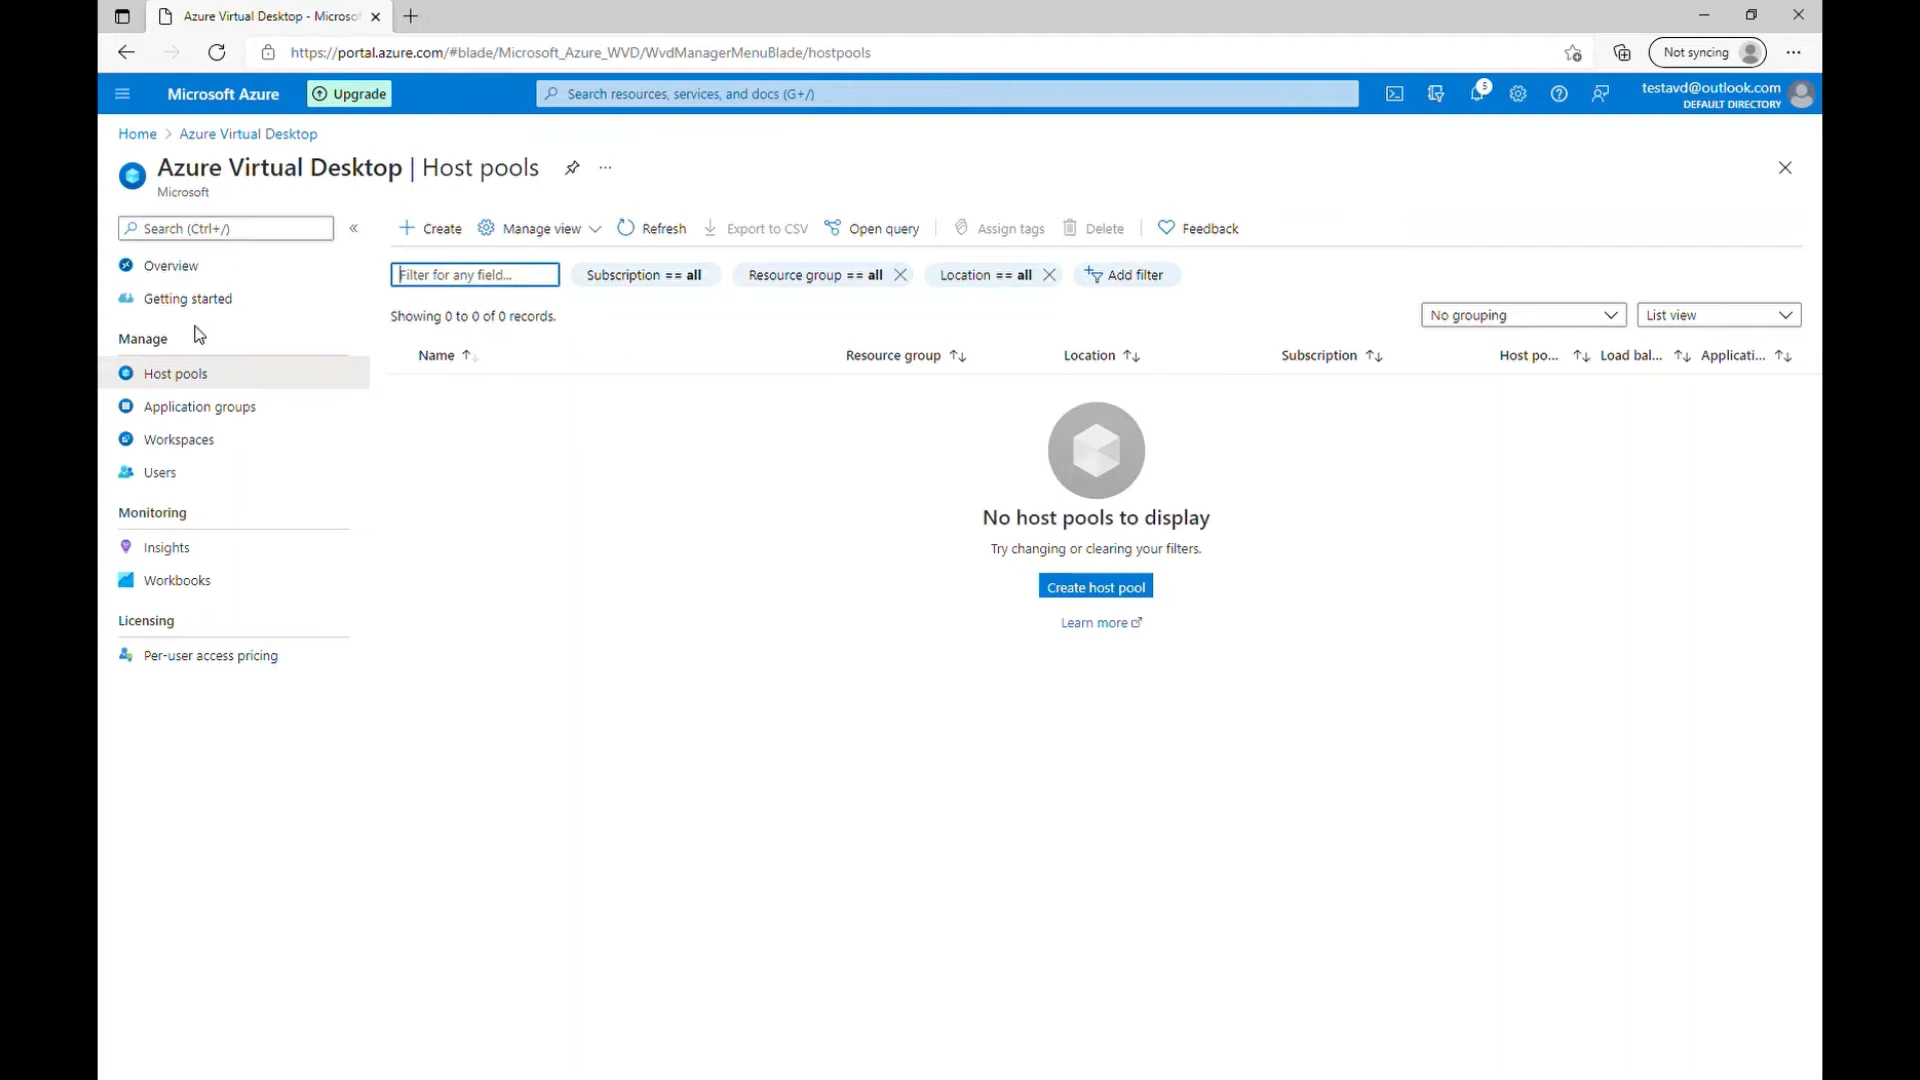 Azure Virtual Desktop - Microsof
https://portal.azure.com/#blade/Microsoft_Azure_WVD/WvdManagerMenuBlade/hostpools
Not syncing
Microsoft Azure
Upgrade
Search resources, services, and docs (G+/)
5
testavd@outlook.com
DEFAULT DIRECTORY
Home > Azure Virtual Desktop
Azure Virtual Desktop | Host pools
Microsoft
Search (Ctrl+/)
Create
Manage view
Refresh
Export to CSV
Open query
Assign tags
Delete
Feedback
Overview
Getting started
Manage
Host pools
Application groups
Workspaces
Users
Monitoring
Insights
Workbooks
Licensing
Per-user access pricing
Filter for any field...
Subscription == all
Resource group == all
Location == all
Add filter
Showing 0 to 0 of 0 records.
No grouping
List view
Name
Resource group
Location
Subscription
Host po...
Load bal...
Applicati...
No host pools to display
Try changing or clearing your filters.
Create host pool
Learn more